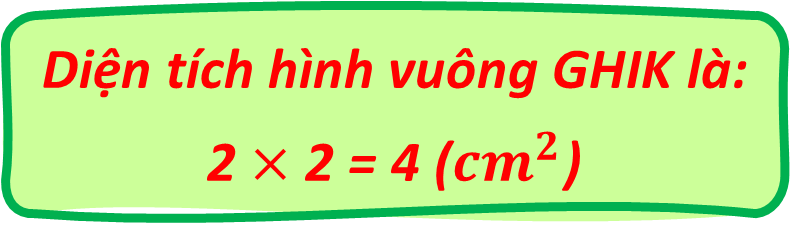 Diện tích hình vuông GHIK là:
2 × 2 = 4 (cm²)